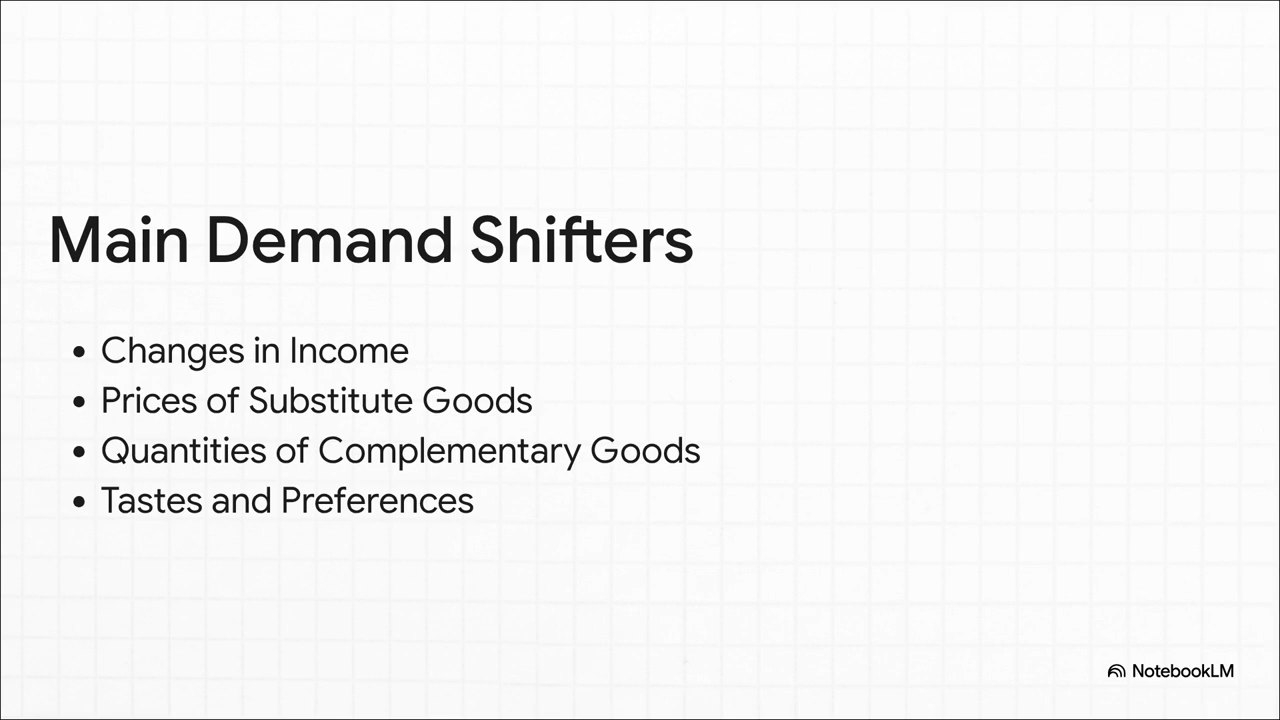 Main Demand Shifters
• Changes in Income
• Prices of Substitute Goods
• Quantities of Complementary Goods
• Tastes and Preferences
NotebookLM